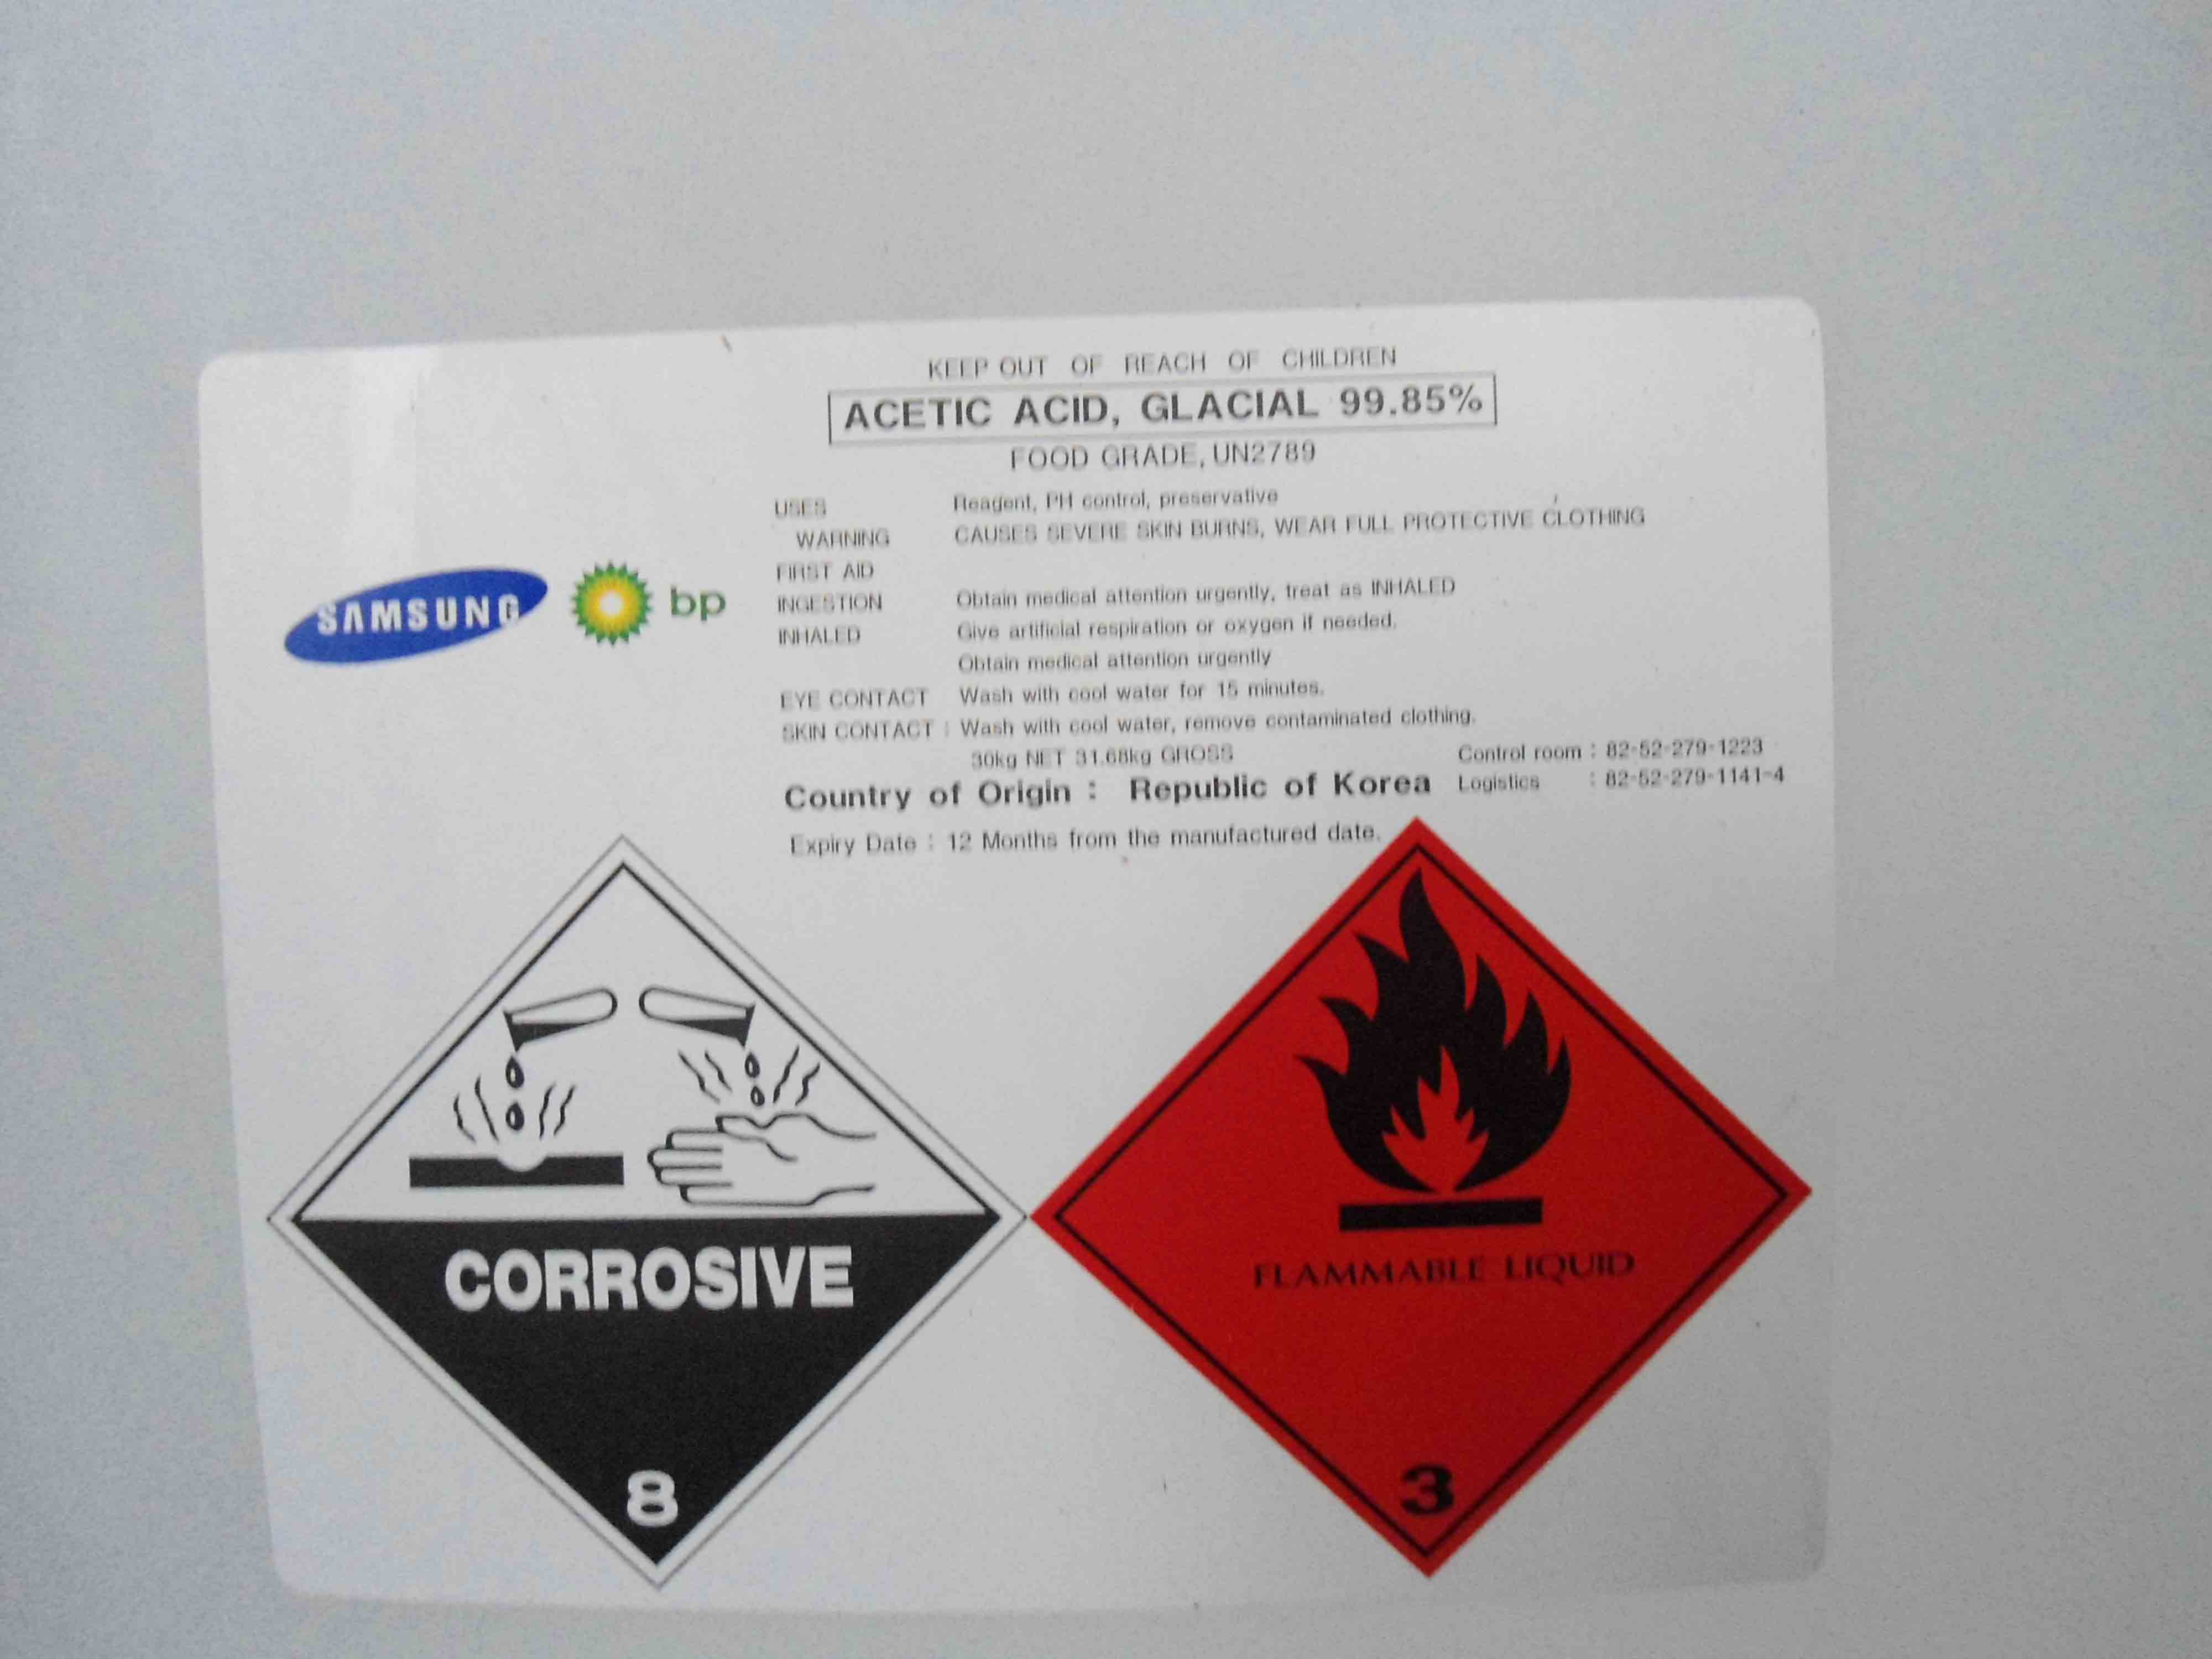 KEEP OUT OF REACH OF CHILDREN
ACETIC ACID, GLACIAL 99.85%
FOOD GRADE, UN2789
USES Reagent, PH control, preservative
WARNING CAUSES SEVERE SKIN BURNS, WEAR FULL PROTECTIVE CLOTHING
FIRST AID
INGESTION Obtain medical attention urgently, treat as INHALED
INHALED Give artificial respiration or oxygen if needed.
Obtain medical attention urgently
EYE CONTACT Wash with cool water for 15 minutes.
SKIN CONTACT : Wash with cool water, remove contaminated clothing.
30kg NET 31.68kg GROSS
Control room : 82-52-279-1223
Country of Origin : Republic of Korea
Logistics : 82-52-279-1141-4
Expiry Date : 12 Months from the manufactured date.
SAMSUNG
bp
CORROSIVE
8
FLAMMABLE LIQUID
3